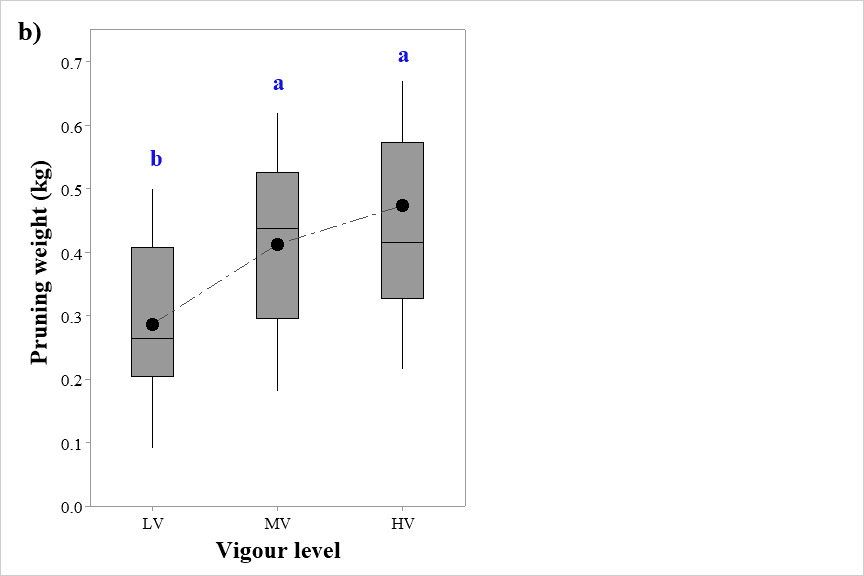 b)
a
a
b
0.7
0.6
0.5
0.4
0.3
0.2
0.1
0.0
Pruning weight (kg)
LV MV HV
Vigour level